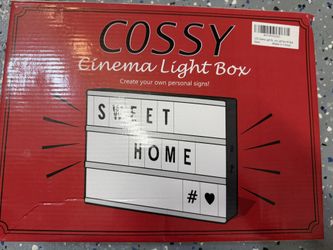 COSSY
Cinema Light Box
Create your own personal signs!
SWEET
HOME
#♥